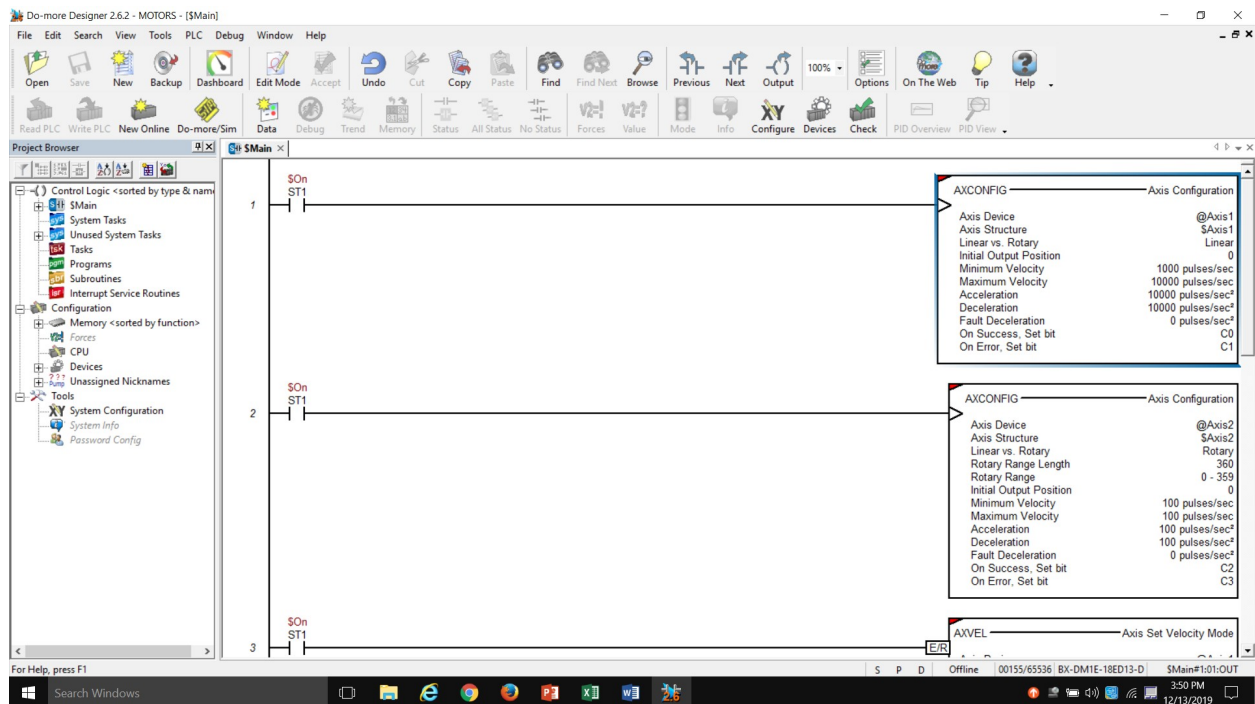 Do-more Designer 2.6.2 - MOTORS - [$Main]
File Edit Search View Tools PLC Debug Window Help
Open Save New Backup Dashboard Edit Mode Accept Undo Cut Copy Paste Find Find Next Browse Previous Next Output 100% Options On The Web Tip Help
Read PLC Write PLC New Online Do-more/Sim Data Debug Trend Memory Status All Status No Status Forces Value Mode Info Configure Devices Check PID Overview PID View
Project Browser
$Main
Control Logic <sorted by type & name
$Main
System Tasks
Unused System Tasks
Tasks
Programs
Subroutines
Interrupt Service Routines
Configuration
Memory <sorted by function>
Forces
CPU
Devices
Unassigned Nicknames
Tools
System Configuration
System Info
Password Config
1
$On
ST1
AXCONFIG Axis Configuration
Axis Device @Axis1
Axis Structure $Axis1
Linear vs. Rotary Linear
Initial Output Position 0
Minimum Velocity 1000 pulses/sec
Maximum Velocity 10000 pulses/sec
Acceleration 10000 pulses/sec²
Deceleration 10000 pulses/sec²
Fault Deceleration 0 pulses/sec²
On Success, Set bit C0
On Error, Set bit C1
2
$On
ST1
AXCONFIG Axis Configuration
Axis Device @Axis2
Axis Structure $Axis2
Linear vs. Rotary Rotary
Rotary Range Length 360
Rotary Range 0 - 359
Initial Output Position 0
Minimum Velocity 100 pulses/sec
Maximum Velocity 100 pulses/sec
Acceleration 100 pulses/sec²
Deceleration 100 pulses/sec²
Fault Deceleration 0 pulses/sec²
On Success, Set bit C2
On Error, Set bit C3
3
$On
ST1
E/R
AXVEL Axis Set Velocity Mode
For Help, press F1
S P D Offline 00155/65536 BX-DM1E-18ED13-D $Main#1:01:OUT
Search Windows
3:50 PM
12/13/2019